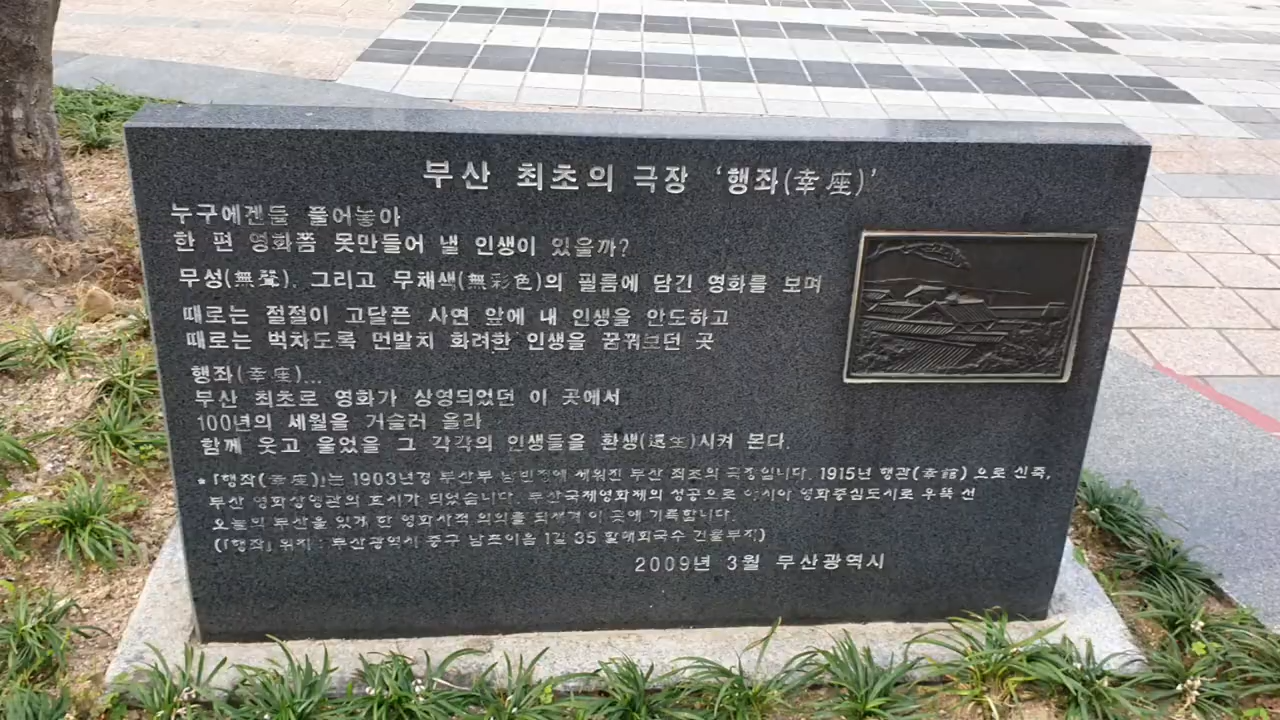 부산 최초의 극장 '행좌(幸座)'
누구에겐들 풀어놓아
한 편 영화쯤 못만들어 낼 인생이 있을까?
무성(無聲), 그리고 무채색(無彩色)의 필름에 담긴 영화를 보며
때로는 절절이 고달픈 사연 앞에 내 인생을 안도하고
때로는 벅차도록 먼발치 화려한 인생을 꿈꿔보던 곳
행좌(幸座)...
부산 최초로 영화가 상영되었던 이 곳에서
100년의 세월을 거슬러 올라
함께 웃고 울었을 그 각각의 인생들을 환생(還生)시켜 본다.
*「행좌(幸座)」는 1903년경 부산부 남빈정에 세워진 부산 최초의 극장입니다. 1915년 행관(幸館) 으로 신축,
부산 영화상영관의 효시가 되었습니다. 부산국제영화제의 성공으로 아시아 영화중심도시로 우뚝 선
오늘의 부산을 있게 한 영화사적 의의를 되새겨 이 곳에 기록합니다.
(「행좌」위치 : 부산광역시 중구 남포이음 1길 35 할매회국수 건물부지)
2009년 3월 부산광역시